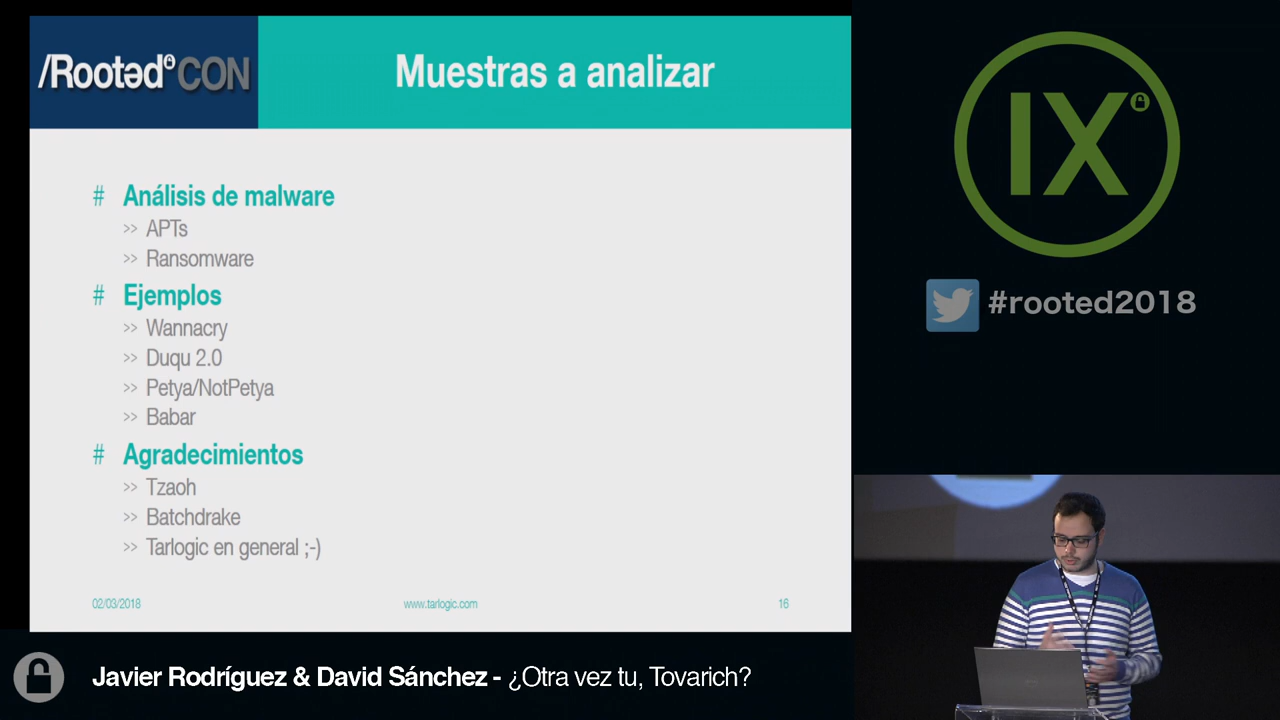 /Rootedº CON
Muestras a analizar
# Análisis de malware
>> APTs
>> Ransomware
# Ejemplos
>> Wannacry
>> Duqu 2.0
>> Petya/NotPetya
>> Babar
# Agradecimientos
>> Tzaoh
>> Batchdrake
>> Tarlogic en general ;-)
02/03/2018
www.tarlogic.com
16
IX
#rooted2018
Javier Rodríguez & David Sánchez - ¿Otra vez tu, Tovarich?